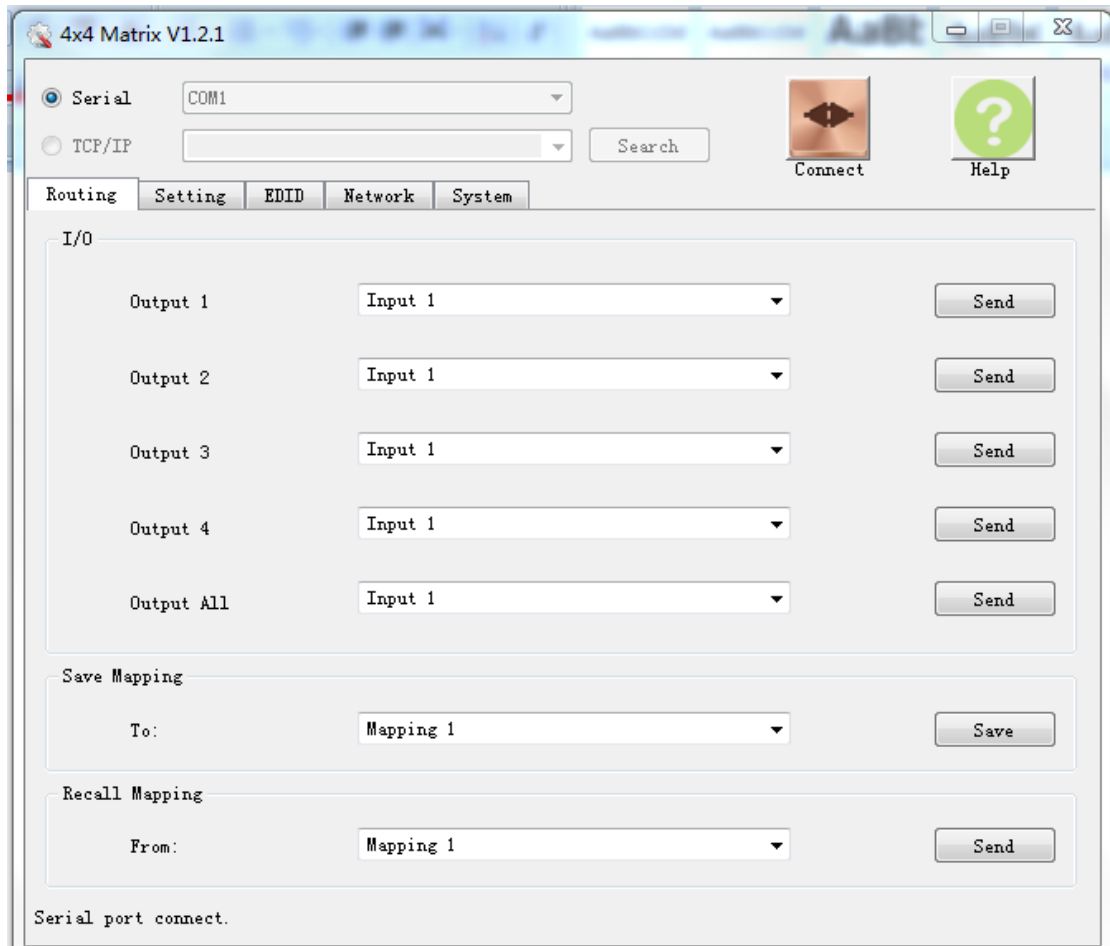 4x4 Matrix V1.2.1
AaBt
Serial COM1
TCP/IP Search
Connect Help
Routing Setting EDID Network System
I/O
Output 1 Input 1 Send
Output 2 Input 1 Send
Output 3 Input 1 Send
Output 4 Input 1 Send
Output All Input 1 Send
Save Mapping
To: Mapping 1 Save
Recall Mapping
From: Mapping 1 Send
Serial port connect.